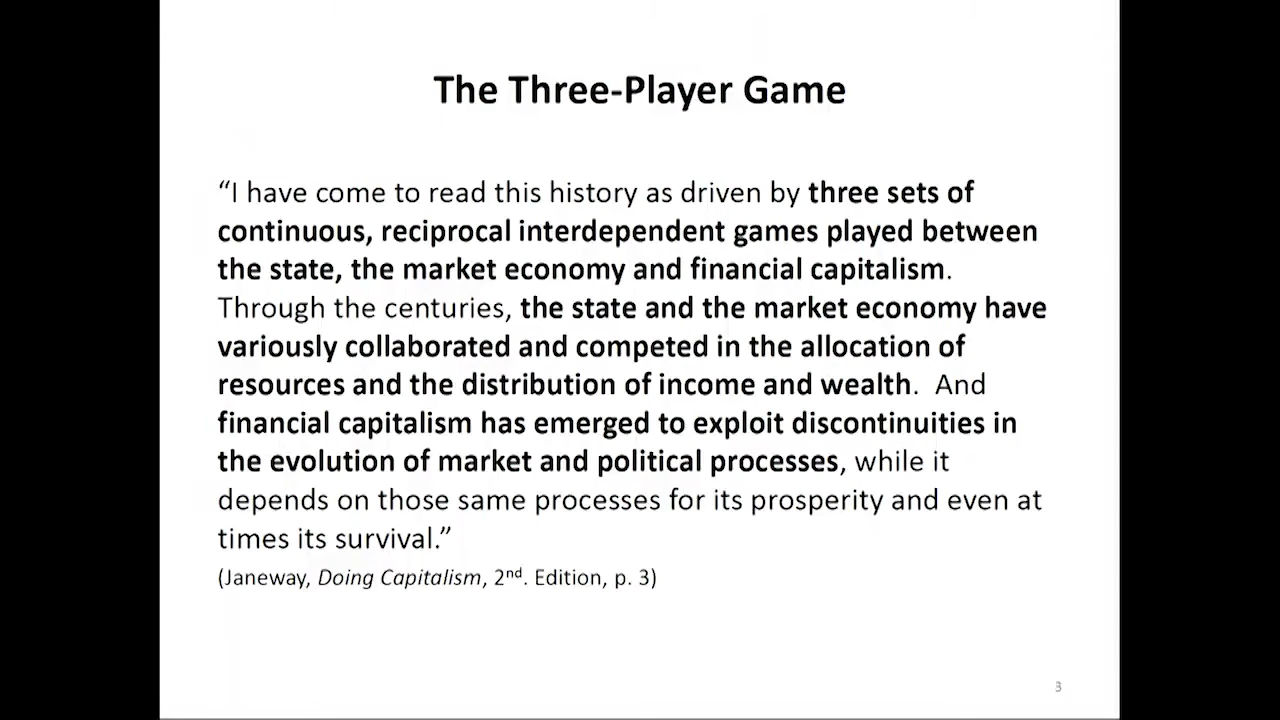 The Three-Player Game
“I have come to read this history as driven by three sets of
continuous, reciprocal interdependent games played between
the state, the market economy and financial capitalism.
Through the centuries, the state and the market economy have
variously collaborated and competed in the allocation of
resources and the distribution of income and wealth.  And
financial capitalism has emerged to exploit discontinuities in
the evolution of market and political processes, while it
depends on those same processes for its prosperity and even at
times its survival.”
(Janeway, Doing Capitalism, 2nd. Edition, p. 3)
3